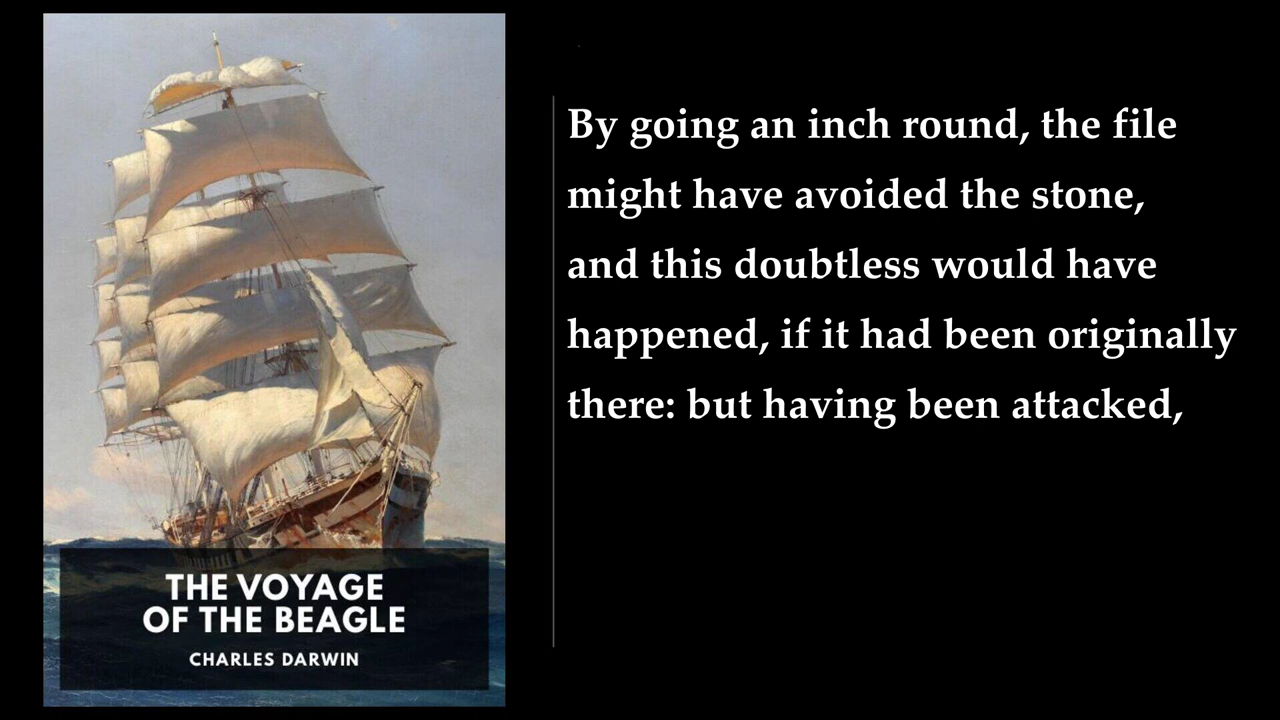 THE VOYAGE
OF THE BEAGLE
CHARLES DARWIN
By going an inch round, the file
might have avoided the stone,
and this doubtless would have
happened, if it had been originally
there: but having been attacked,